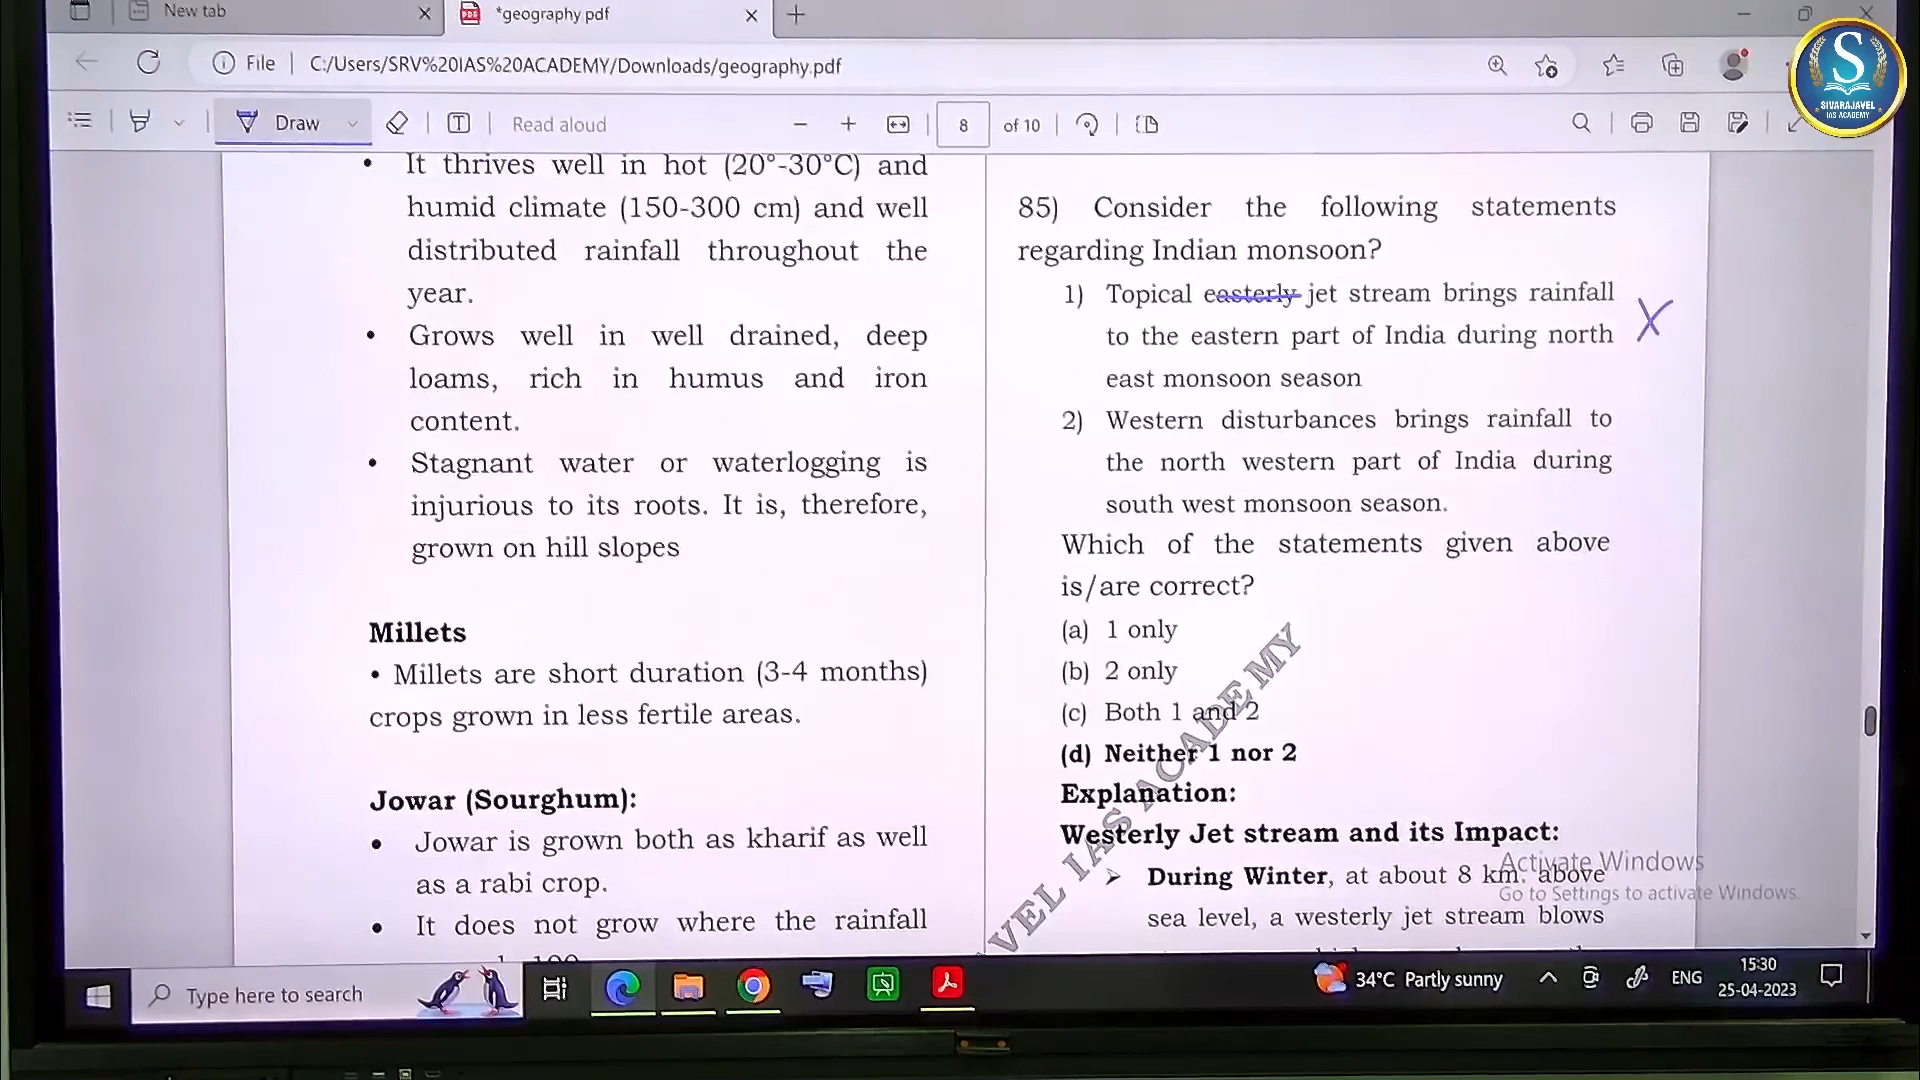 New tab
*geography.pdf
File
C:/Users/SRV%20IAS%20ACADEMY/Downloads/geography.pdf
S
SIVARAJAVEL
IAS ACADEMY
Draw
Read aloud
8
of 10
• It thrives well in hot (20°-30°C) and
humid climate (150-300 cm) and well
distributed rainfall throughout the
year.
• Grows well in well drained, deep
loams, rich in humus and iron
content.
• Stagnant water or waterlogging is
injurious to its roots. It is, therefore,
grown on hill slopes
Millets
• Millets are short duration (3-4 months)
crops grown in less fertile areas.
Jowar (Sourghum):
• Jowar is grown both as kharif as well
as a rabi crop.
• It does not grow where the rainfall
85) Consider the following statements
regarding Indian monsoon?
1) Topical easterly jet stream brings rainfall
to the eastern part of India during north
east monsoon season
2) Western disturbances brings rainfall to
the north western part of India during
south west monsoon season.
Which of the statements given above
is/are correct?
(a) 1 only
(b) 2 only
(c) Both 1 and 2
(d) Neither 1 nor 2
Explanation:
Westerly Jet stream and its Impact:
➢ During Winter, at about 8 km. above
sea level, a westerly jet stream blows
VEL IAS ACADEMY
Activate Windows
Go to Settings to activate Windows.
Type here to search
34°C Partly sunny
ENG
15:30
25-04-2023